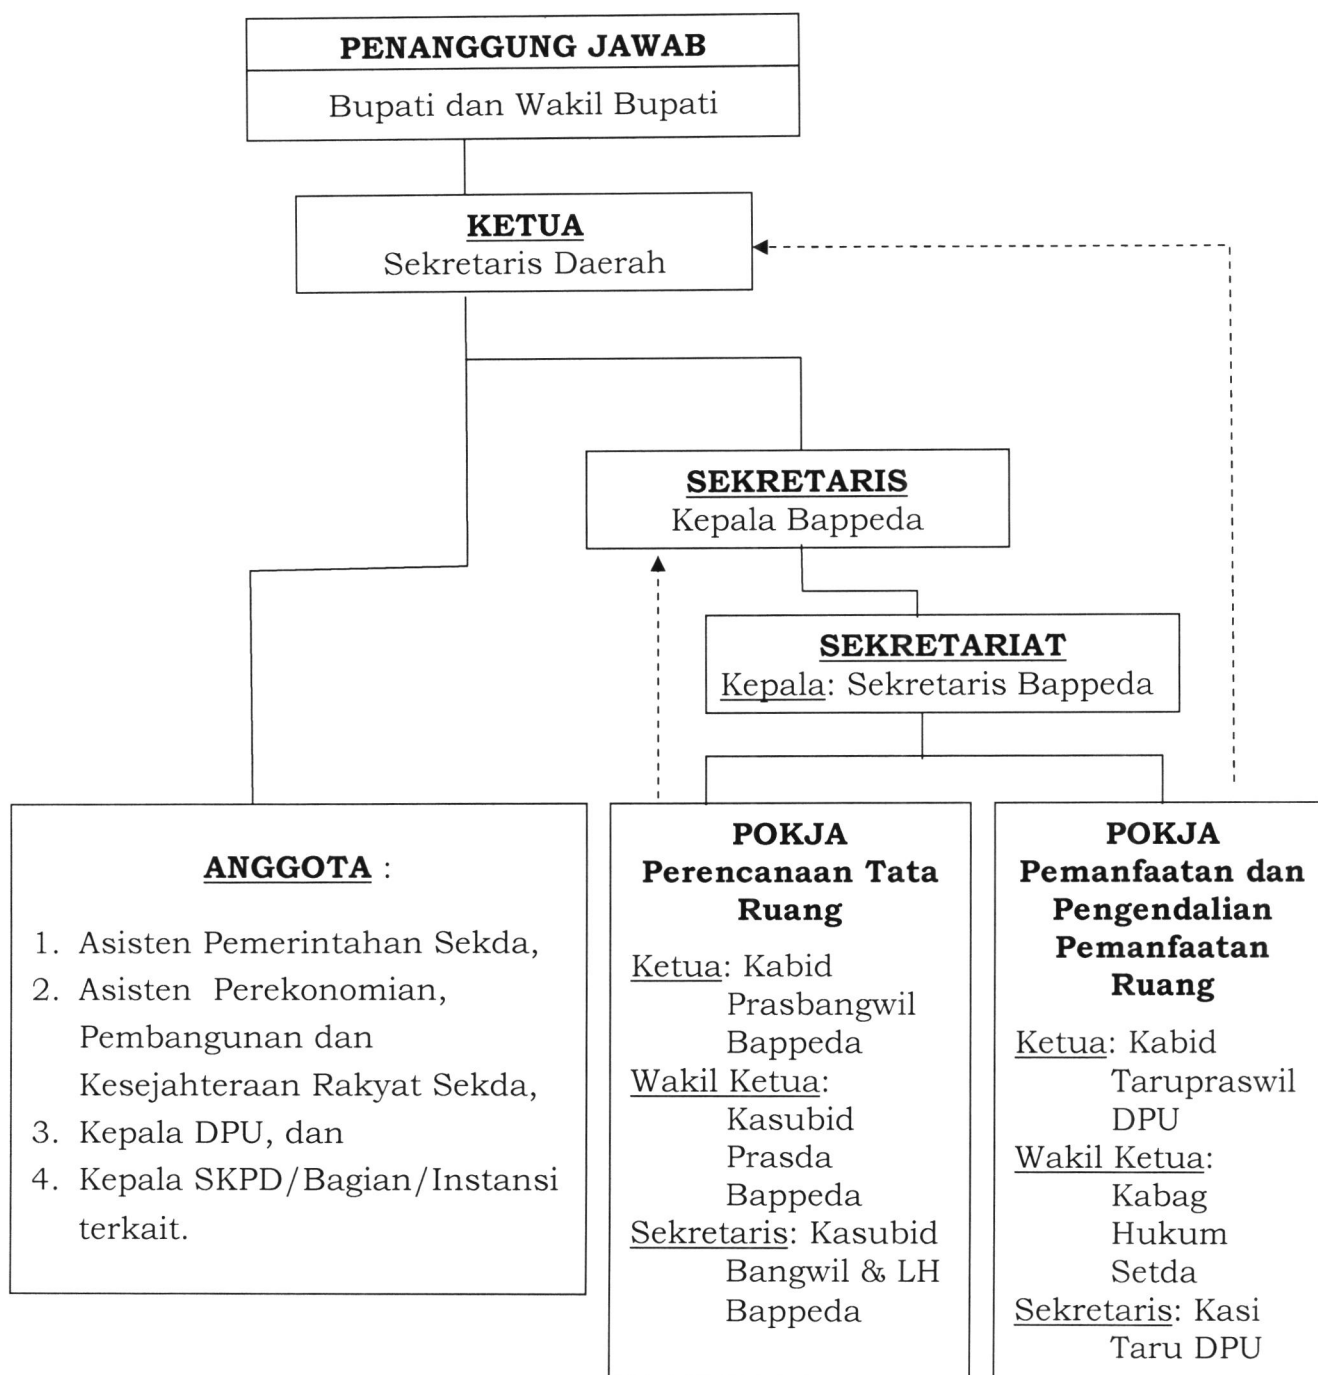 PENANGGUNG JAWAB
Bupati dan Wakil Bupati
KETUA
Sekretaris Daerah
SEKRETARIS
Kepala Bappeda
SEKRETARIAT
Kepala: Sekretaris Bappeda
ANGGOTA :
1. Asisten Pemerintahan Sekda,
2. Asisten Perekonomian,
Pembangunan dan
Kesejahteraan Rakyat Sekda,
3. Kepala DPU, dan
4. Kepala SKPD/Bagian/Instansi
terkait.
POKJA
Perencanaan Tata
Ruang
Ketua: Kabid
Prasbangwil
Bappeda
Wakil Ketua:
Kasubid
Prasda
Bappeda
Sekretaris: Kasubid
Bangwil & LH
Bappeda
POKJA
Pemanfaatan dan
Pengendalian
Pemanfaatan
Ruang
Ketua: Kabid
Tarupraswil
DPU
Wakil Ketua:
Kabag
Hukum
Setda
Sekretaris: Kasi
Taru DPU